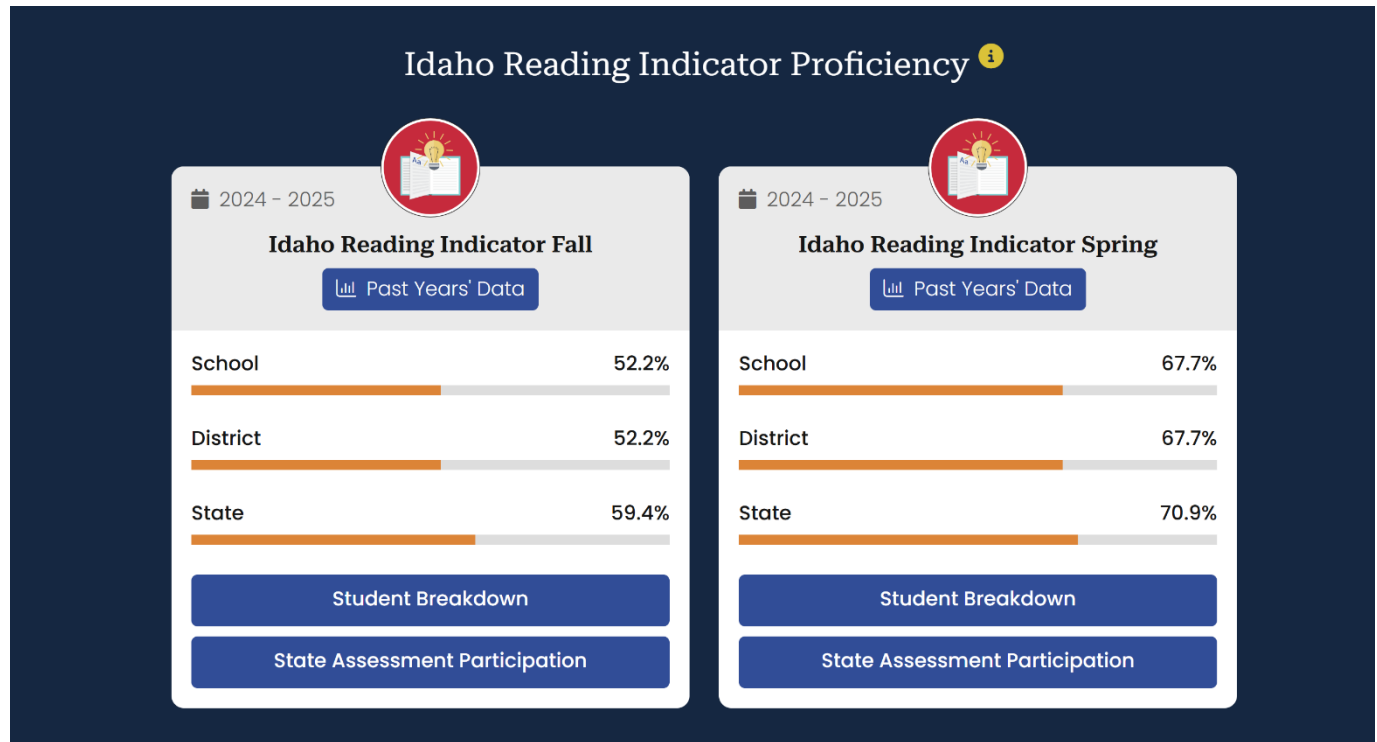 Idaho Reading Indicator Proficiency i
2024 - 2025
Idaho Reading Indicator Fall
Past Years' Data
School 52.2%
District 52.2%
State 59.4%
Student Breakdown
State Assessment Participation
2024 - 2025
Idaho Reading Indicator Spring
Past Years' Data
School 67.7%
District 67.7%
State 70.9%
Student Breakdown
State Assessment Participation